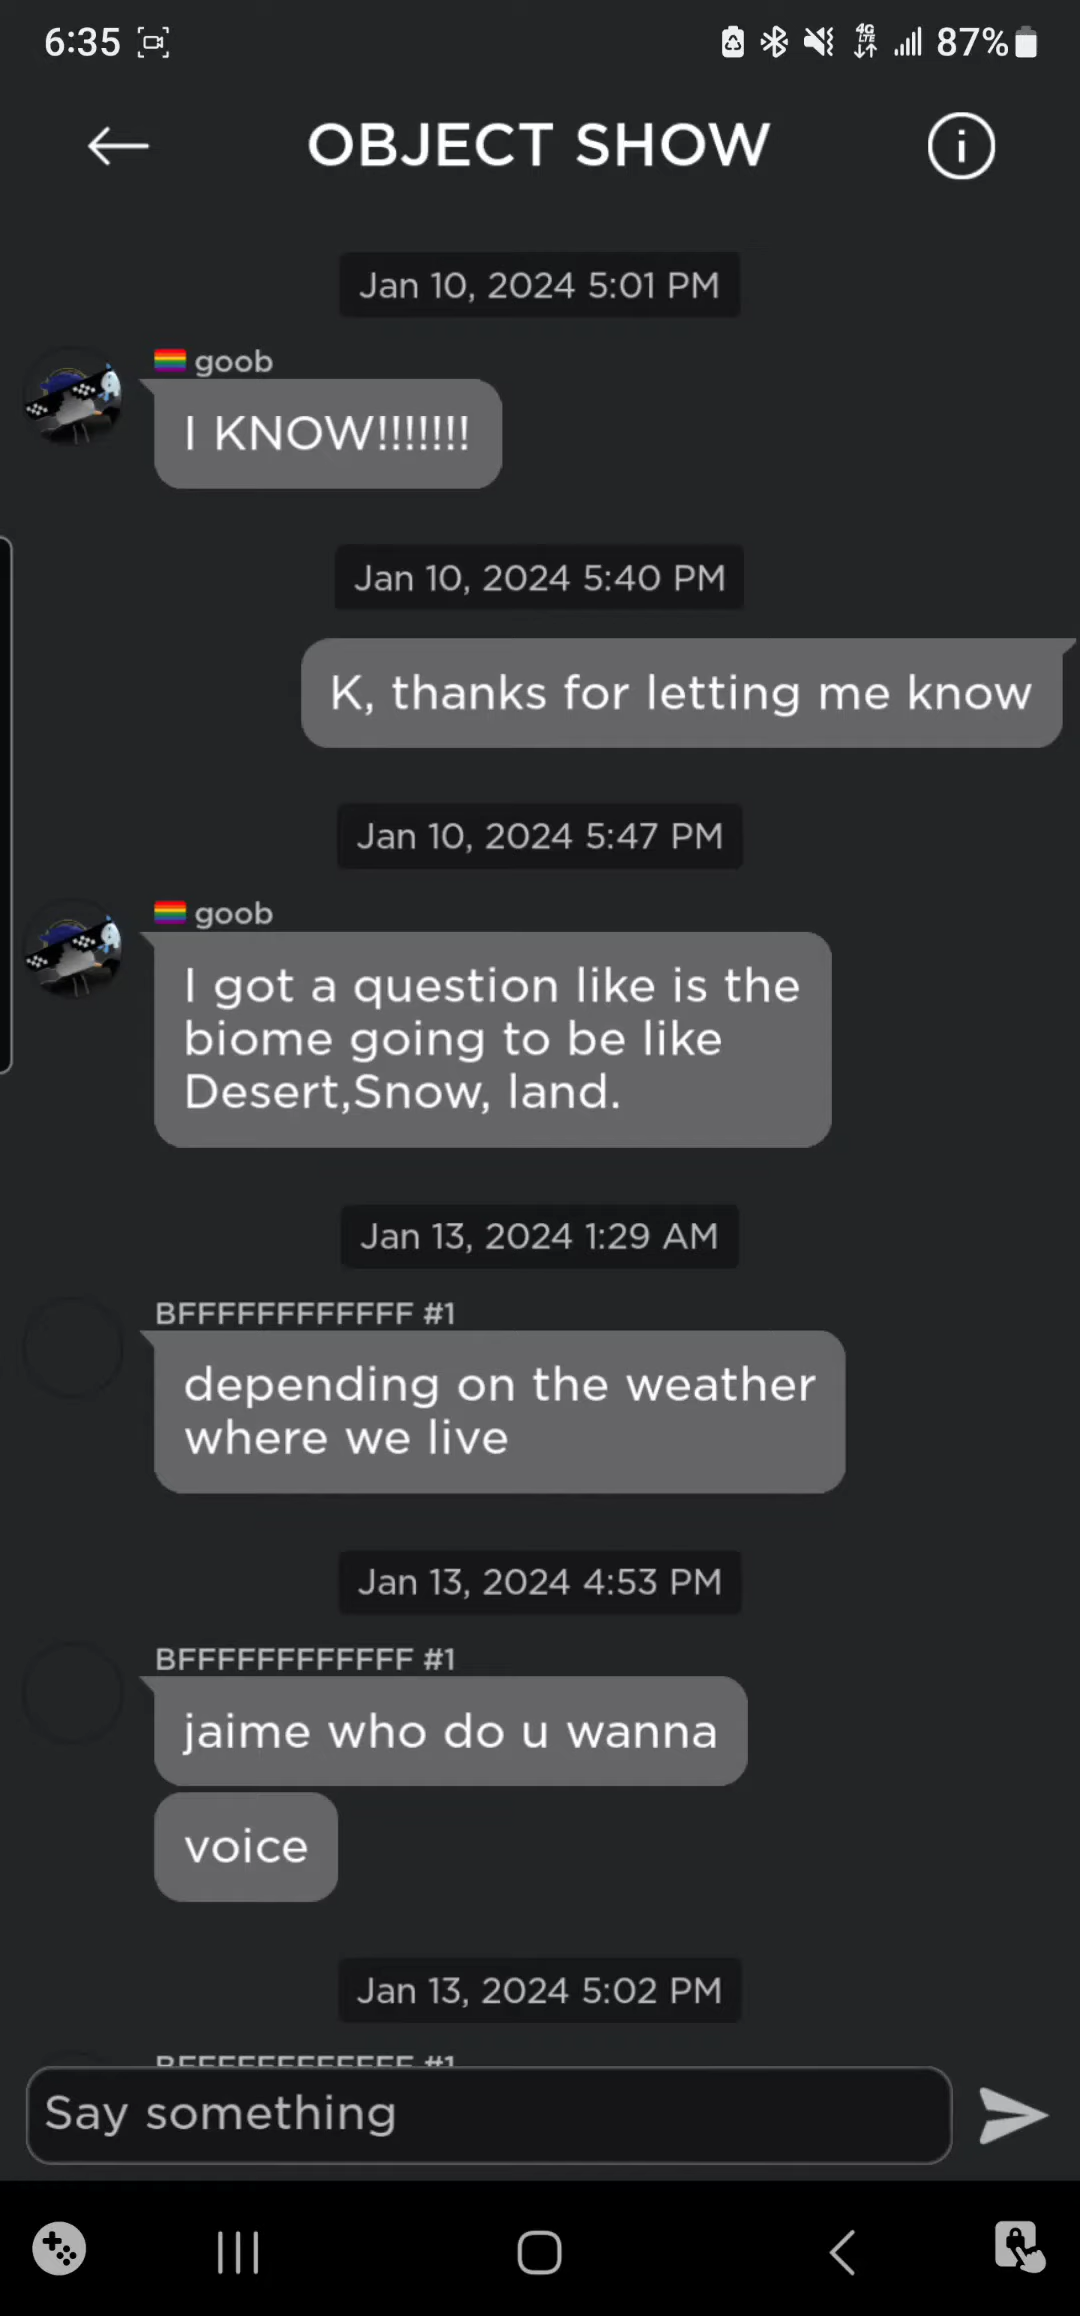 6:35
4G LTE 87%
OBJECT SHOW
Jan 10, 2024 5:01 PM
goob
I KNOW!!!!!!!
Jan 10, 2024 5:40 PM
K, thanks for letting me know
Jan 10, 2024 5:47 PM
goob
I got a question like is the
biome going to be like
Desert,Snow, land.
Jan 13, 2024 1:29 AM
BFFFFFFFFFFFF #1
depending on the weather
where we live
Jan 13, 2024 4:53 PM
BFFFFFFFFFFFF #1
jaime who do u wanna
voice
Jan 13, 2024 5:02 PM
BFFFFFFFFFFFF #1
Say something